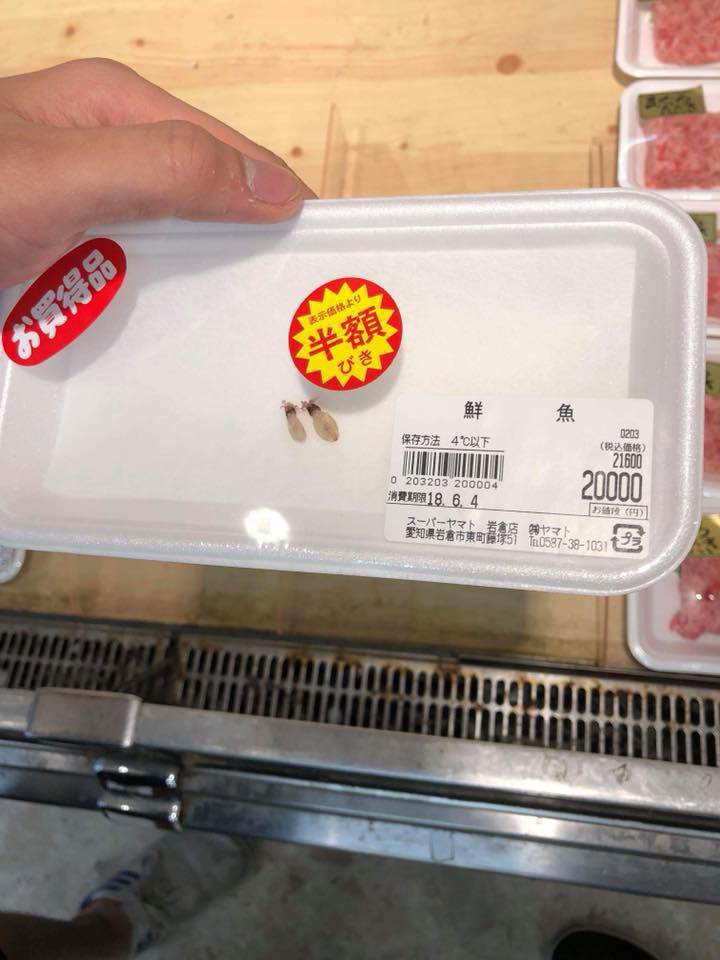 お買得品
表示価格より
半額
びき
鮮 魚
0203
保存方法 4℃以下
(税込価格)
21600
20000
お値段(円)
0 203203 200004
消費期限 18. 6. 4
スーパーヤマト 岩倉店 ㈱ヤマト
愛知県岩倉市東町藤塚51 ℡0587-38-1031
プラ